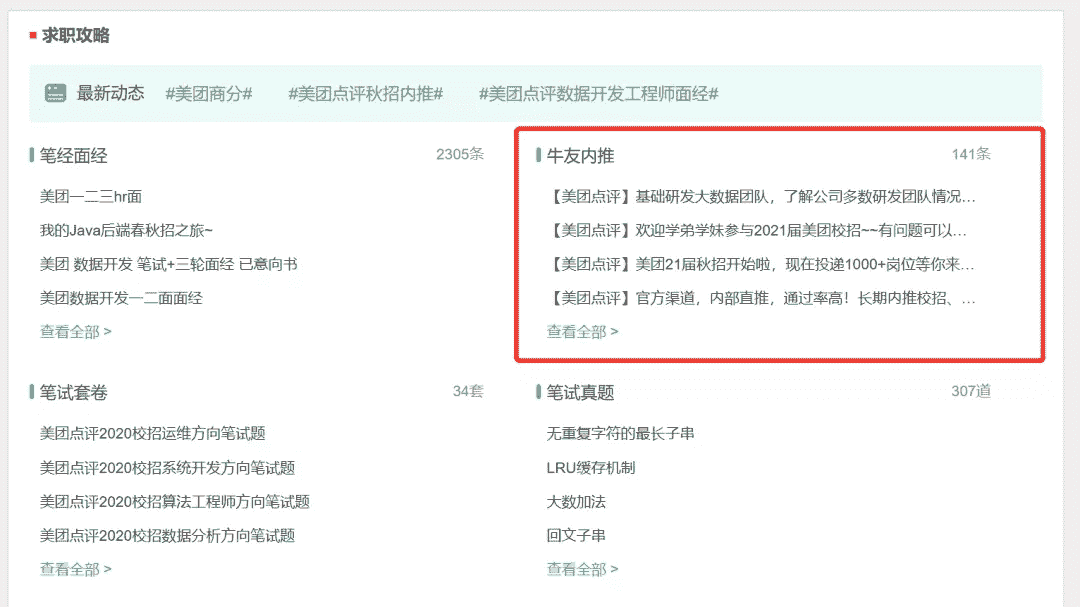 求职攻略
最新动态 #美团商分# #美团点评秋招内推# #美团点评数据开发工程师面经#
笔经面经 2305条
美团一二三hr面
我的Java后端春秋招之旅~
美团 数据开发 笔试+三轮面经 已意向书
美团数据开发一二面面经
查看全部 >
牛友内推 141条
【美团点评】基础研发大数据团队，了解公司多数研发团队情况…
【美团点评】欢迎学弟学妹参与2021届美团校招~~有问题可以…
【美团点评】美团21届秋招开始啦，现在投递1000+岗位等你来…
【美团点评】官方渠道，内部直推，通过率高！长期内推校招、…
查看全部 >
笔试套卷 34套
美团点评2020校招运维方向笔试题
美团点评2020校招系统开发方向笔试题
美团点评2020校招算法工程师方向笔试题
美团点评2020校招数据分析方向笔试题
查看全部 >
笔试真题 307道
无重复字符的最长子串
LRU缓存机制
大数加法
回文子串
查看全部 >